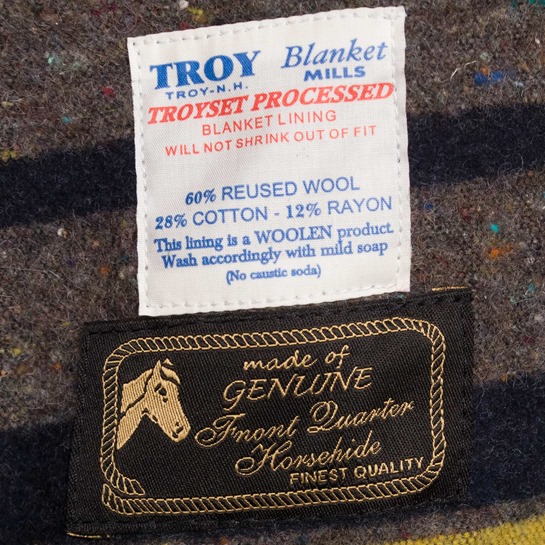 TROY Blanket
TROY-N.H. MILLS
TROYSET PROCESSED
BLANKET LINING
WILL NOT SHRINK OUT OF FIT
60% REUSED WOOL
28% COTTON - 12% RAYON
This lining is a WOOLEN product.
Wash accordingly with mild soap
(No caustic soda)
made of
GENUINE
Fnont Quarter
Horsehide
FINEST QUALITY